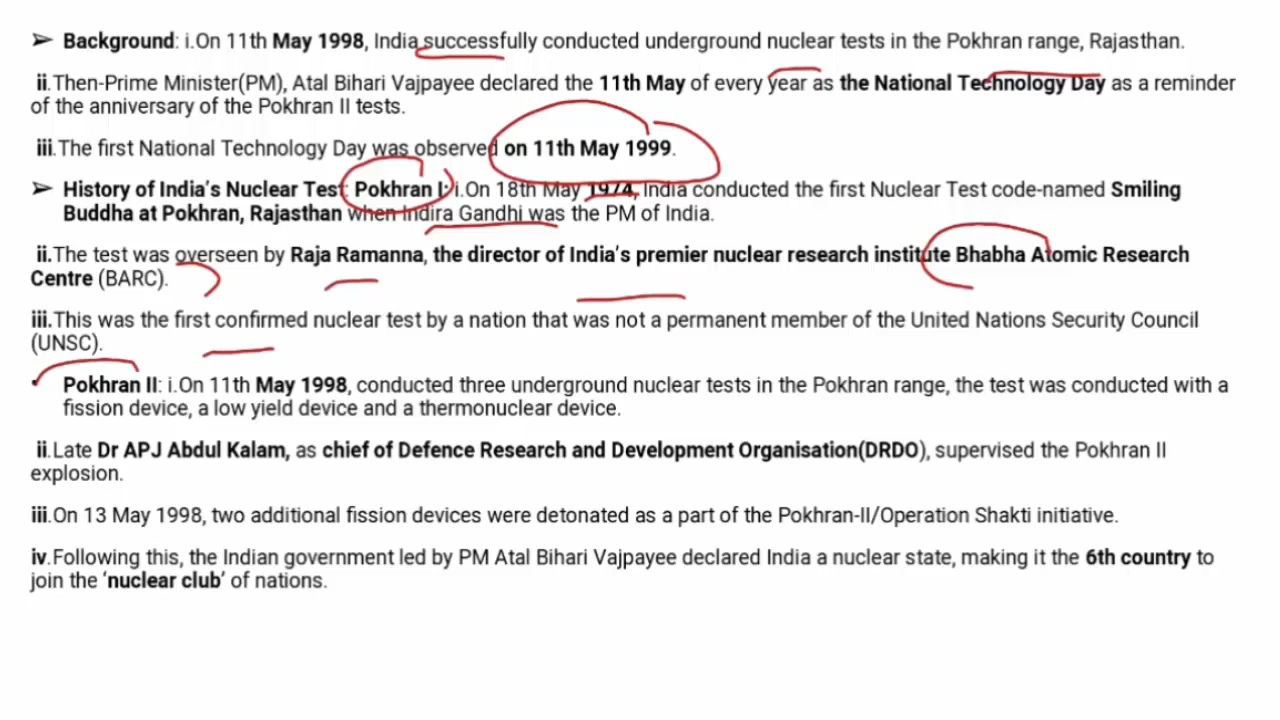 ➢ Background: i.On 11th May 1998, India successfully conducted underground nuclear tests in the Pokhran range, Rajasthan.
ii.Then-Prime Minister(PM), Atal Bihari Vajpayee declared the 11th May of every year as the National Technology Day as a reminder
of the anniversary of the Pokhran II tests.
iii.The first National Technology Day was observed on 11th May 1999.
➢ History of India's Nuclear Test: Pokhran I: i.On 18th May 1974, India conducted the first Nuclear Test code-named Smiling
Buddha at Pokhran, Rajasthan when Indira Gandhi was the PM of India.
ii.The test was overseen by Raja Ramanna, the director of India's premier nuclear research institute Bhabha Atomic Research
Centre (BARC).
iii.This was the first confirmed nuclear test by a nation that was not a permanent member of the United Nations Security Council
(UNSC).
• Pokhran II: i.On 11th May 1998, conducted three underground nuclear tests in the Pokhran range, the test was conducted with a
fission device, a low yield device and a thermonuclear device.
ii.Late Dr APJ Abdul Kalam, as chief of Defence Research and Development Organisation(DRDO), supervised the Pokhran II
explosion.
iii.On 13 May 1998, two additional fission devices were detonated as a part of the Pokhran-II/Operation Shakti initiative.
iv.Following this, the Indian government led by PM Atal Bihari Vajpayee declared India a nuclear state, making it the 6th country to
join the 'nuclear club' of nations.